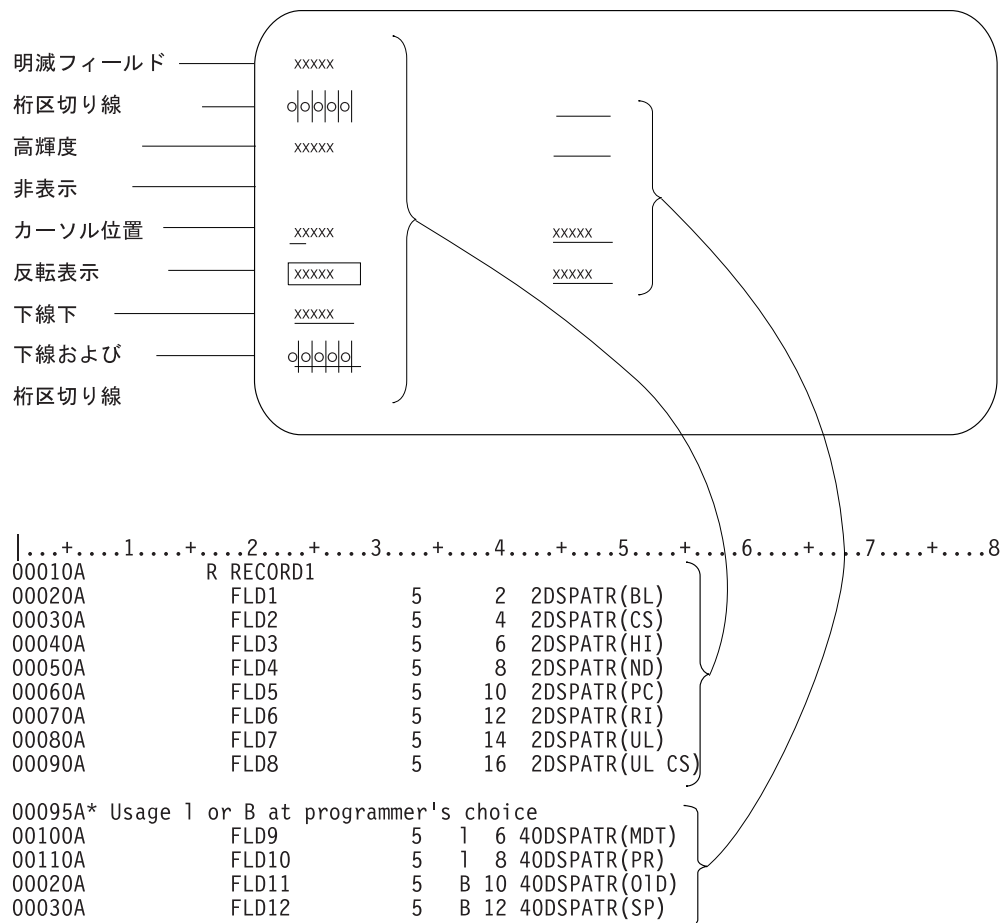 明滅フィールド xxxxx
桁区切り線 ooooo
高輝度 xxxxx
非表示
カーソル位置 xxxxx xxxxx
反転表示 xxxxx xxxxx
下線下 xxxxx
下線および ooooo
桁区切り線
|...+....1....+....2....+....3....+....4....+....5....+....6....+....7....+....8
00010A R RECORD1
00020A FLD1 5 2 2DSPATR(BL)
00030A FLD2 5 4 2DSPATR(CS)
00040A FLD3 5 6 2DSPATR(HI)
00050A FLD4 5 8 2DSPATR(ND)
00060A FLD5 5 10 2DSPATR(PC)
00070A FLD6 5 12 2DSPATR(RI)
00080A FLD7 5 14 2DSPATR(UL)
00090A FLD8 5 16 2DSPATR(UL CS)
00095A* Usage l or B at programmer's choice
00100A FLD9 5 l 6 40DSPATR(MDT)
00110A FLD10 5 l 8 40DSPATR(PR)
00020A FLD11 5 B 10 40DSPATR(OlD)
00030A FLD12 5 B 12 40DSPATR(SP)